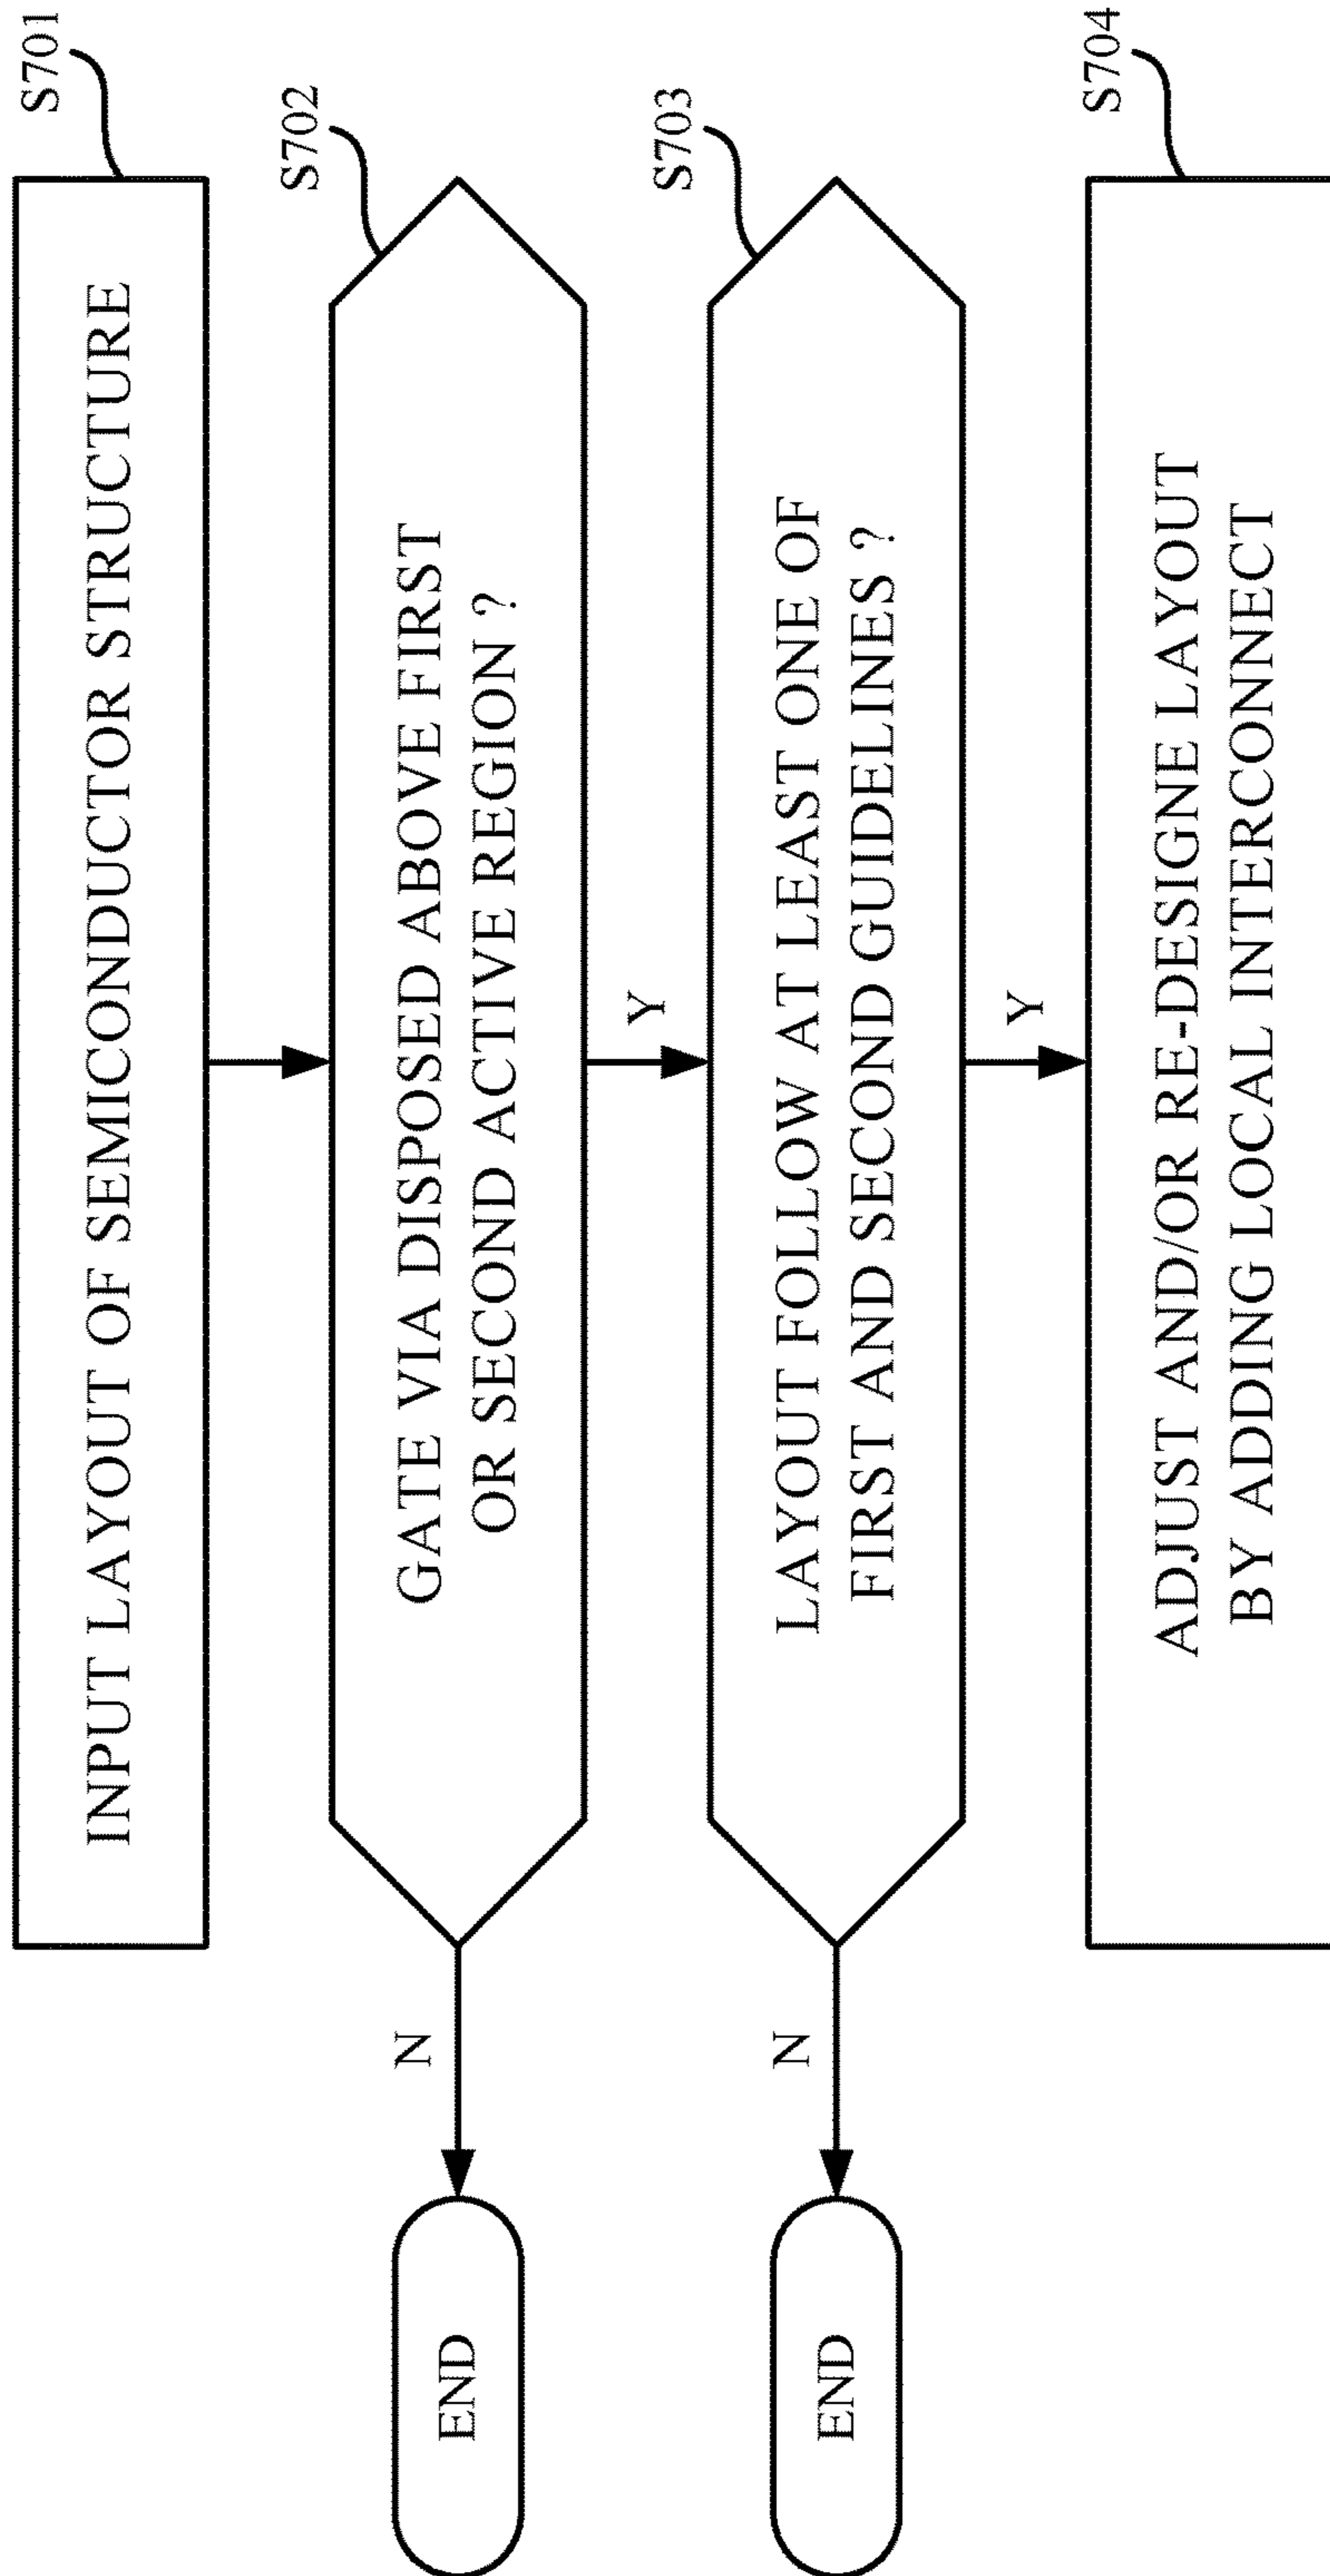 S701
INPUT LAYOUT OF SEMICONDUCTOR STRUCTURE
S702
GATE VIA DISPOSED ABOVE FIRST
OR SECOND ACTIVE REGION ?
N
END
Y
S703
LAYOUT FOLLOW AT LEAST ONE OF
FIRST AND SECOND GUIDELINES ?
N
END
Y
S704
ADJUST AND/OR RE-DESIGNE LAYOUT
BY ADDING LOCAL INTERCONNECT